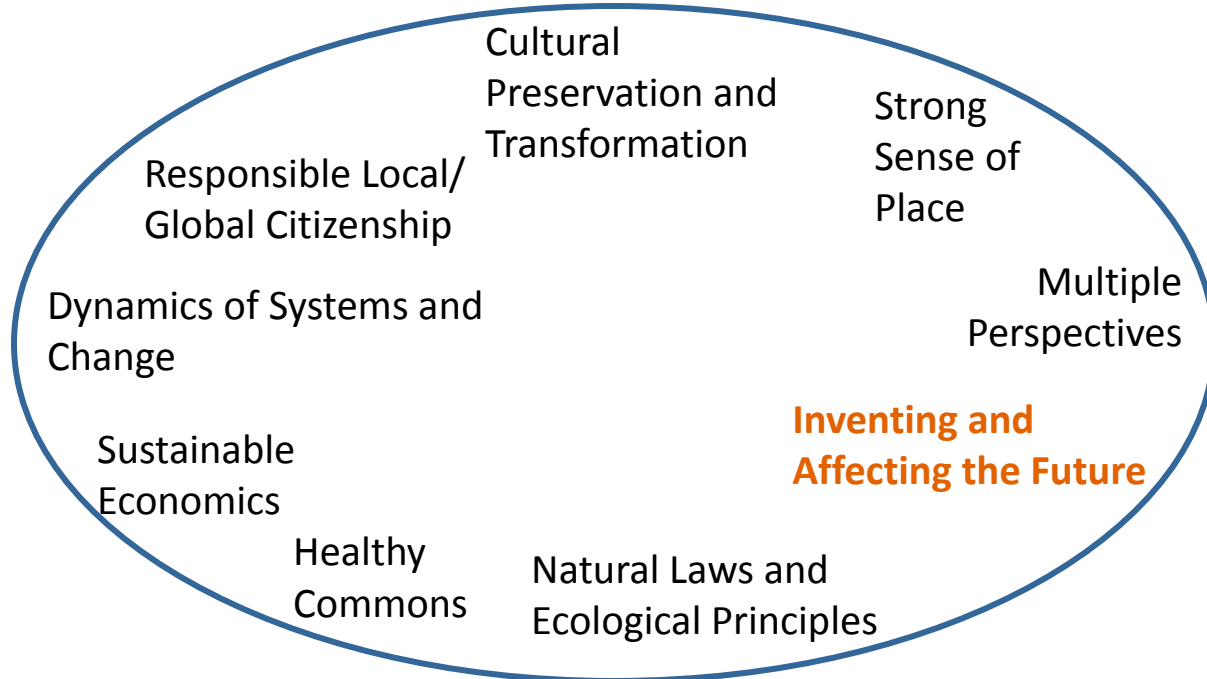 Cultural
Preservation and
Transformation
Strong
Sense of
Place
Responsible Local/
Global Citizenship
Multiple
Perspectives
Dynamics of Systems and
Change
Inventing and
Affecting the Future
Sustainable
Economics
Healthy
Commons
Natural Laws and
Ecological Principles